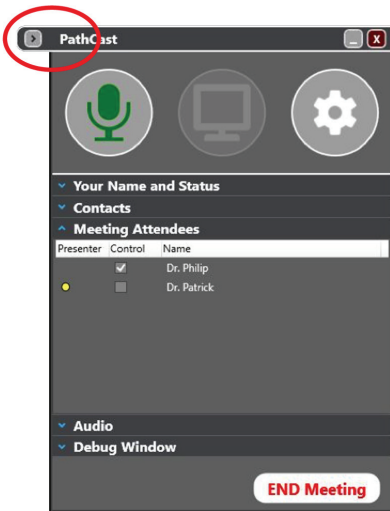 PathCast
Your Name and Status
Contacts
Meeting Attendees
Presenter Control Name
Dr. Philip
Dr. Patrick
Audio
Debug Window
END Meeting